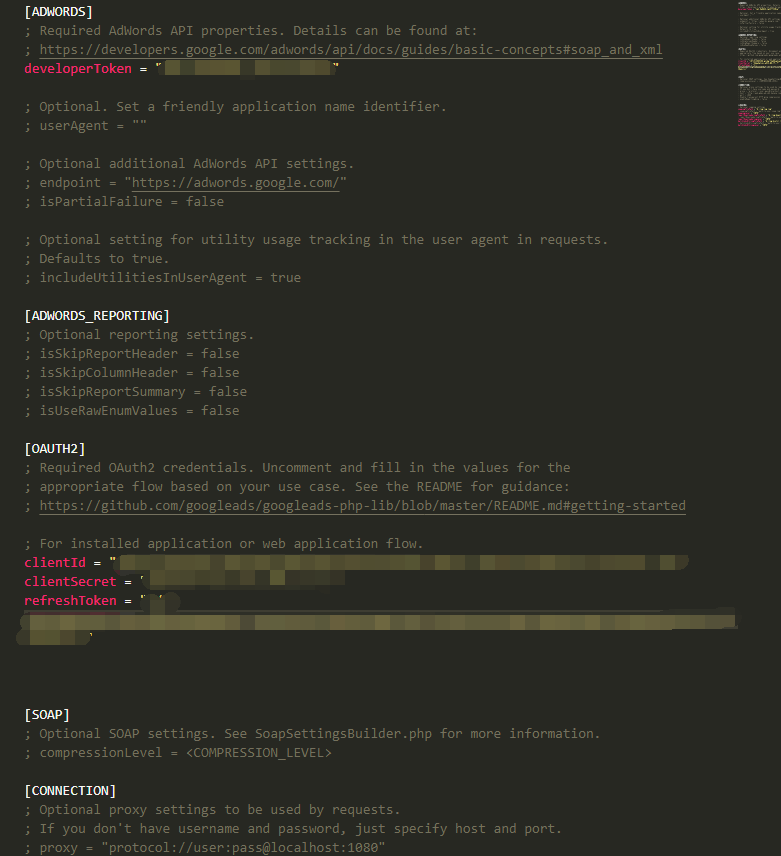 [ADWORDS]
; Required AdWords API properties. Details can be found at:
; https://developers.google.com/adwords/api/docs/guides/basic-concepts#soap_and_xml
developerToken = ""
; Optional. Set a friendly application name identifier.
; userAgent = ""
; Optional additional AdWords API settings.
; endpoint = "https://adwords.google.com/"
; isPartialFailure = false
; Optional setting for utility usage tracking in the user agent in requests.
; Defaults to true.
; includeUtilitiesInUserAgent = true
[ADWORDS_REPORTING]
; Optional reporting settings.
; isSkipReportHeader = false
; isSkipColumnHeader = false
; isSkipReportSummary = false
; isUseRawEnumValues = false
[OAUTH2]
; Required OAuth2 credentials. Uncomment and fill in the values for the
; appropriate flow based on your use case. See the README for guidance:
; https://github.com/googleads/googleads-php-lib/blob/master/README.md#getting-started
; For installed application or web application flow.
clientId = "
clientSecret = "
refreshToken = "
[SOAP]
; Optional SOAP settings. See SoapSettingsBuilder.php for more information.
; compressionLevel = <COMPRESSION_LEVEL>
[CONNECTION]
; Optional proxy settings to be used by requests.
; If you don't have username and password, just specify host and port.
; proxy = "protocol://user:pass@localhost:1080"